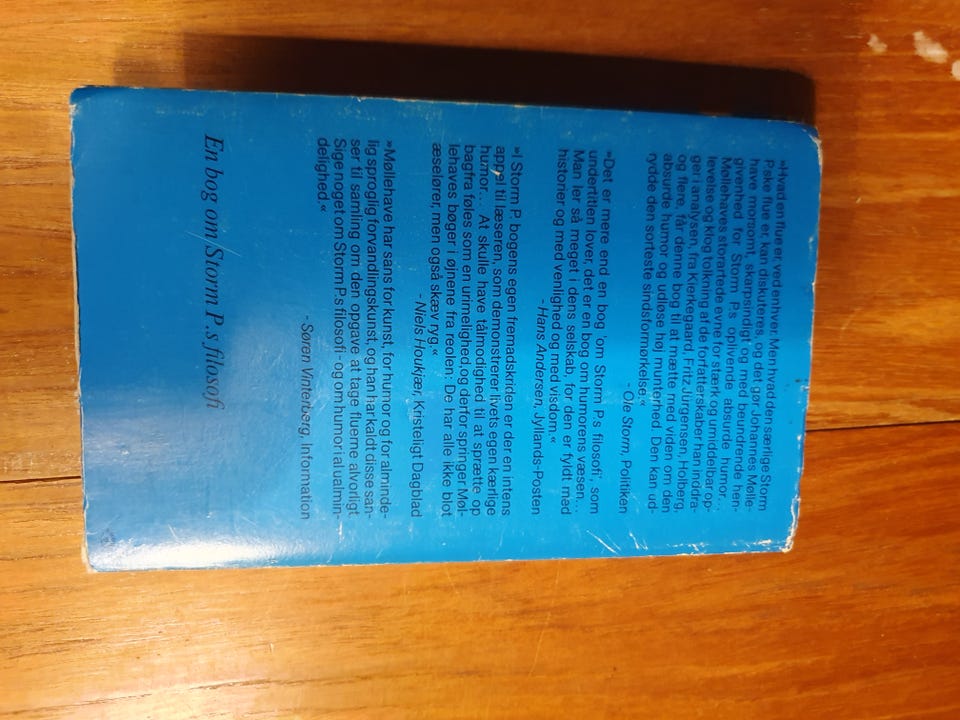 »Hvad en flue er, ved enhver. Men hvad den særlige Storm
P.ske flue er, kan diskuteres, og det gør Johannes Mølle-
have morsomt, skarpsindigt og med beundrende hen-
givenhed for Storm P.s oplivende absurde humor...
Møllehaves storartede evne for stærk og umiddelbar op-
levelse og klog tolkning af de forfatterskaber han inddra-
ger i analysen, fra Kierkegaard, Fritz Jürgensen, Holberg,
og flere, får denne bog til at mætte med viden om den
absurde humor og udløse høj munterhed. Den kan ud-
rydde den sorteste sindsformørkelse.«
- Ole Storm, Politiken
»Det er mere end en bog 'om Storm P.s filosofi', som
undertitlen lover, det er en bog om humorens væsen...
Man ler så meget i dens selskab, for den er fyldt med
historier og med venlighed og med visdom.«
- Hans Andersen, Jyllands-Posten
»I Storm P. bogens egen fremadskriden er der en intens
appel til læseren, som demonstrerer livets egen kærlige
humor... At skulle have tålmodighed til at sprætte op
bagfra føles som en urimelighed, og derfor springer Møl-
lehaves bøger i øjnene fra reolen: De har alle ikke blot
æselører, men også skæv ryg.«
- Niels Houkjær, Kristeligt Dagblad
»Møllehave har sans for kunst, for humor og for alminde-
lig sproglig forvandlingskunst, og han har kaldt disse san-
ser til samling om den opgave at tage fluerne alvorligt.
Sige noget om Storm P.s filosofi - og om humor i al ualmin-
delighed.«
- Søren Vinterberg, Information
En bog om Storm P.s filosofi